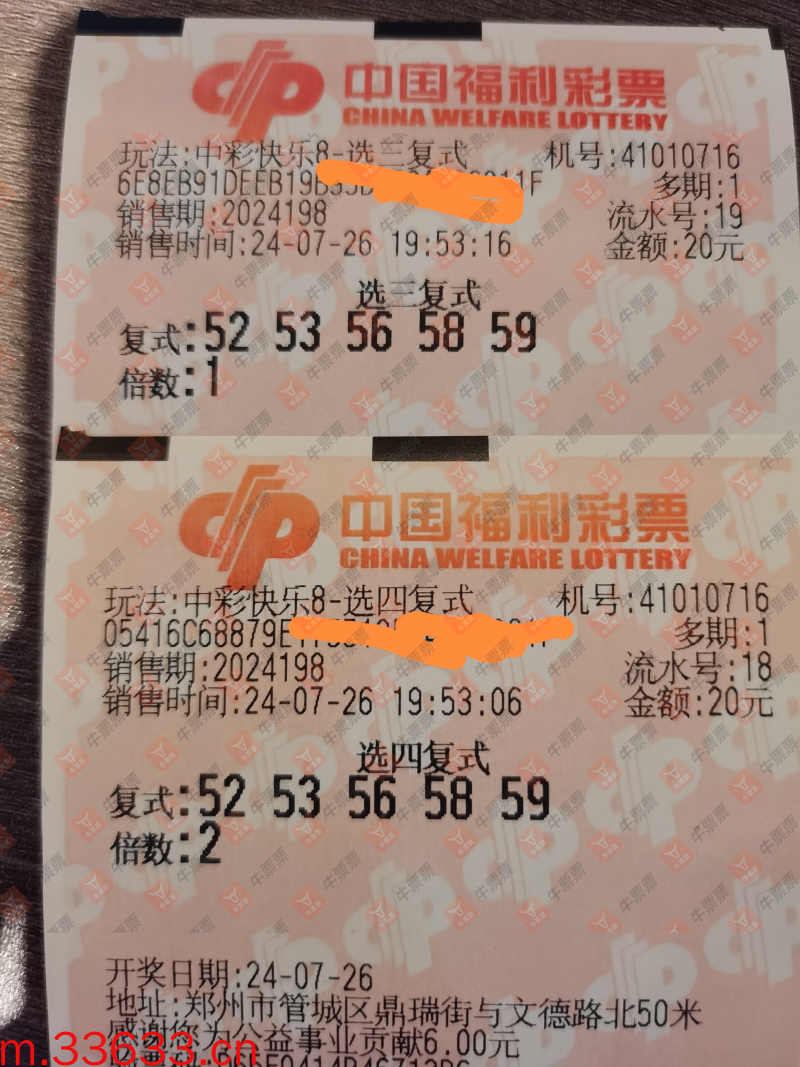 中国福利彩票
CHINA WELFARE LOTTERY
玩法:中彩快乐8-选三复式 机号:41010716
6E8EB91DEEB19B 1F 多期:1
销售期:2024198 流水号:19
销售时间:24-07-26 19:53:16 金额:20元
选三复式
复式:52 53 56 58 59
倍数:1
中国福利彩票
CHINA WELFARE LOTTERY
玩法:中彩快乐8-选四复式 机号:41010716
05416C68879E 多期:1
销售期:2024198 流水号:18
销售时间:24-07-26 19:53:06 金额:20元
选四复式
复式:52 53 56 58 59
倍数:2
开奖日期:24-07-26
地址:郑州市管城区鼎瑞街与文德路北50米
感谢您为公益事业贡献6.00元
m.33633.cn
牛票票